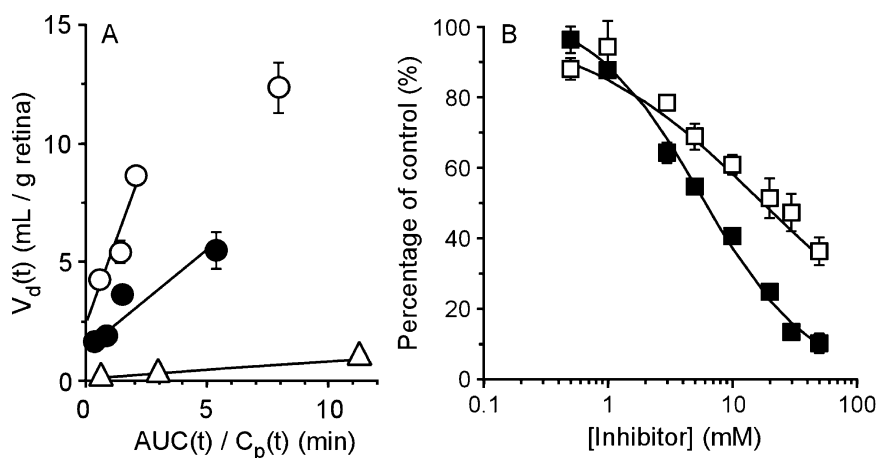 A
V_d(t) (mL / g retina)
15
10
5
0
0
5
10
AUC(t) / C_p(t) (min)
B
Percentage of control (%)
100
80
60
40
20
0
0.1
1
10
100
[Inhibitor] (mM)